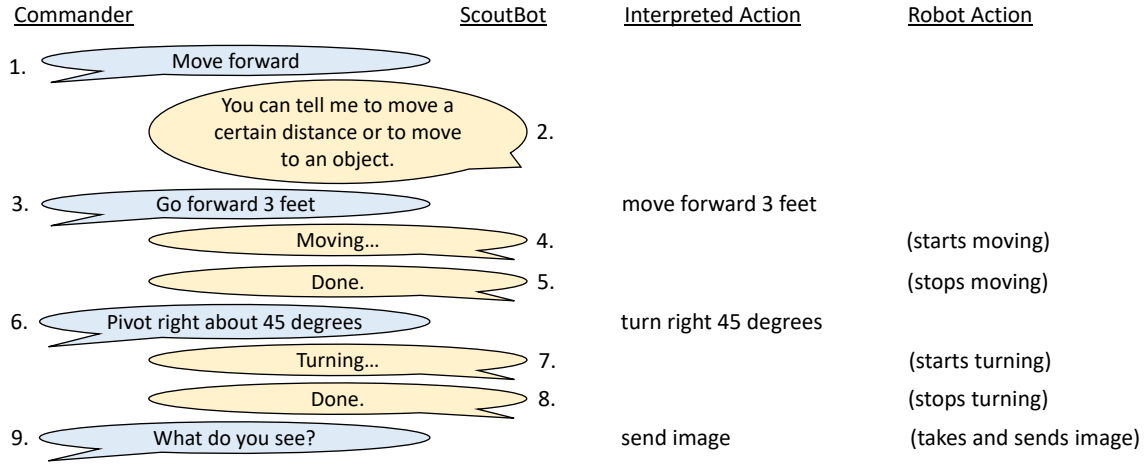 Commander ScoutBot Interpreted Action Robot Action
1. Move forward
You can tell me to move a
certain distance or to move 2.
to an object.
3. Go forward 3 feet move forward 3 feet
Moving... 4. (starts moving)
Done. 5. (stops moving)
6. Pivot right about 45 degrees turn right 45 degrees
Turning... 7. (starts turning)
Done. 8. (stops turning)
9. What do you see? send image (takes and sends image)